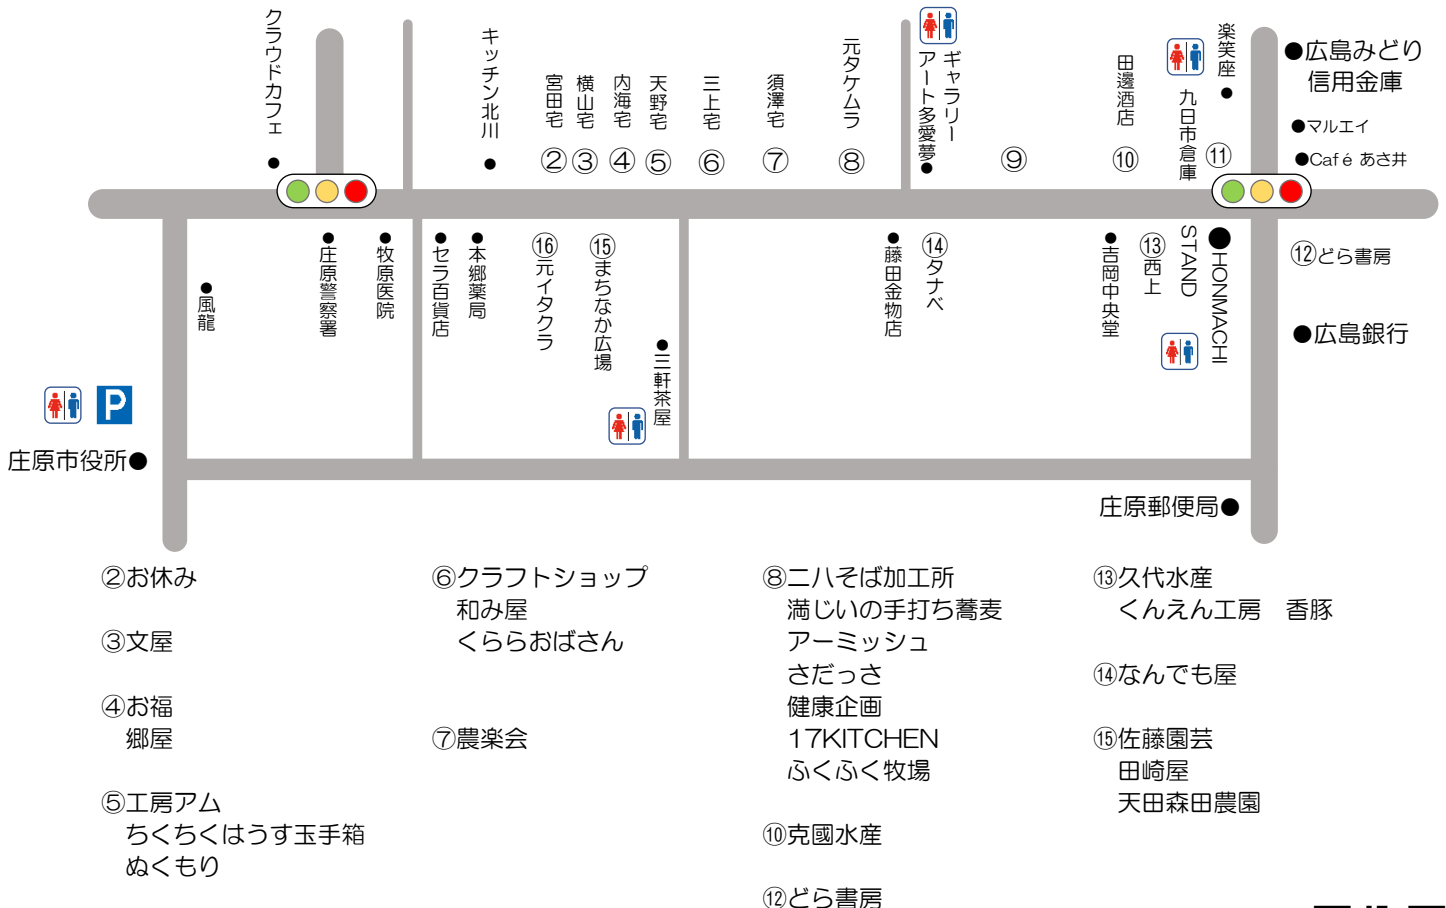 クラウドカフェ
キッチン北川
宮田宅
②
横山宅
③
内海宅
④
天野宅
⑤
三上宅
⑥
須澤宅
⑦
元タケムラ
⑧
ギャラリー
アート多愛夢
⑨
田邊酒店
⑩
九日市倉庫
楽笑座
⑪
●広島みどり
信用金庫
●マルエイ
●Café あさ井
●風龍
●庄原警察署
●牧原医院
●セラ百貨店
●本郷薬局
⑯元イタクラ
⑮まちなか広場
●三軒茶屋
●藤田金物店
⑭タナベ
●吉岡中央堂
⑬西上
●HONMACHI
STAND
⑫どら書房
●広島銀行
P
庄原市役所●
庄原郵便局●
②お休み
③文屋
④お福
郷屋
⑤工房アム
ちくちくはうす玉手箱
ぬくもり
⑥クラフトショップ
和み屋
くららおばさん
⑦農楽会
⑧二八そば加工所
満じいの手打ち蕎麦
アーミッシュ
さだっさ
健康企画
17KITCHEN
ふくふく牧場
⑩克國水産
⑫どら書房
⑬久代水産
くんえん工房　香豚
⑭なんでも屋
⑮佐藤園芸
田崎屋
天田森田農園